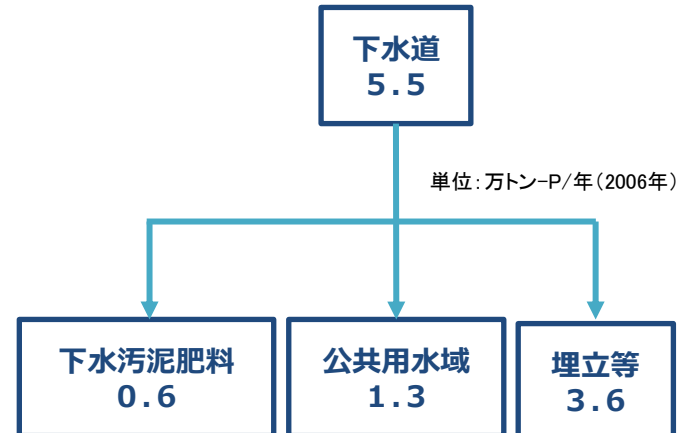 下水道
5.5
単位：万トン-P/年（2006年）
下水汚泥肥料
0.6
公共用水域
1.3
埋立等
3.6